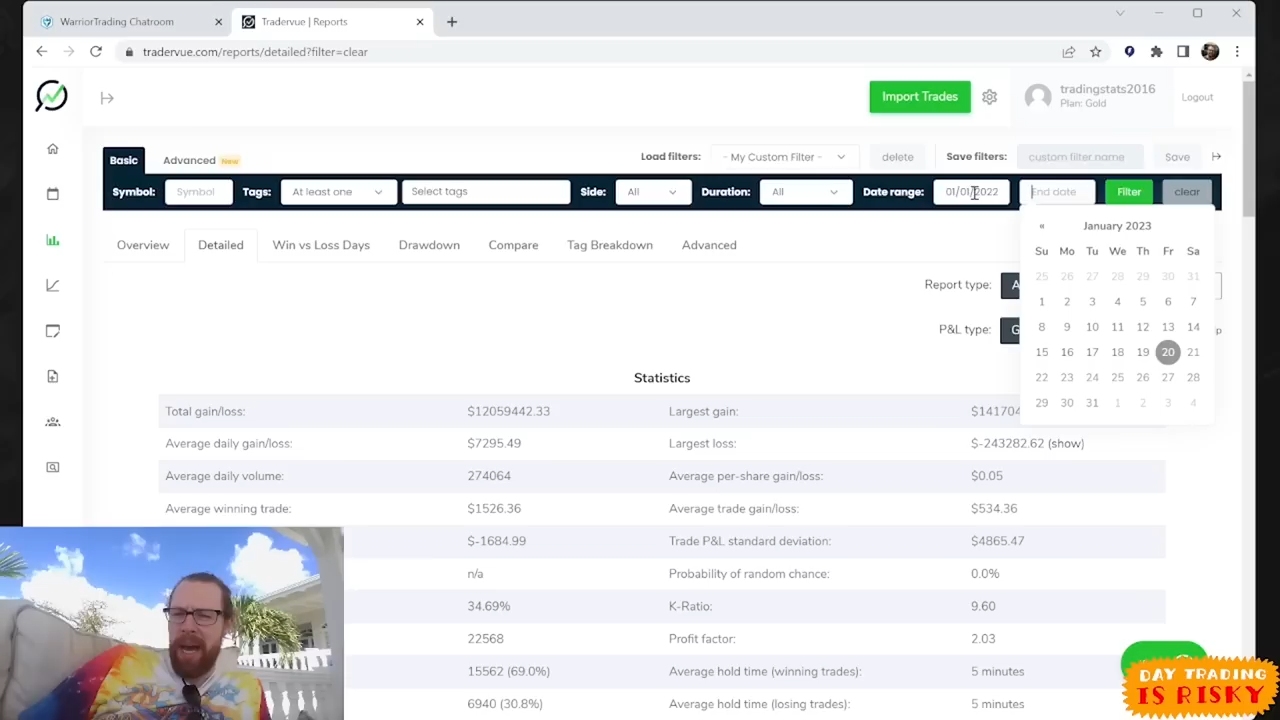 WarriorTrading Chatroom
Tradervue | Reports
tradervue.com/reports/detailed?filter=clear
Import Trades
tradingstats2016
Plan: Gold
Logout
Basic
Advanced New
Load filters:
- My Custom Filter -
delete
Save filters:
custom filter name
Save
Symbol:
Symbol
Tags:
At least one
Select tags
Side:
All
Duration:
All
Date range:
01/01/2022
End date
Filter
clear
« January 2023
Su Mo Tu We Th Fr Sa
25 26 27 28 29 30 31
1 2 3 4 5 6 7
8 9 10 11 12 13 14
15 16 17 18 19 20 21
22 23 24 25 26 27 28
29 30 31 1 2 3 4
Overview
Detailed
Win vs Loss Days
Drawdown
Compare
Tag Breakdown
Advanced
Report type:
A
P&L type:
G
Statistics
Total gain/loss: $12059442.33 Largest gain: $141704
Average daily gain/loss: $7295.49 Largest loss: $-243282.62 (show)
Average daily volume: 274064 Average per-share gain/loss: $0.05
Average winning trade: $1526.36 Average trade gain/loss: $534.36
$-1684.99 Trade P&L standard deviation: $4865.47
n/a Probability of random chance: 0.0%
34.69% K-Ratio: 9.60
22568 Profit factor: 2.03
15562 (69.0%) Average hold time (winning trades): 5 minutes
6940 (30.8%) Average hold time (losing trades): 5 minutes
DAY TRADING
IS RISKY